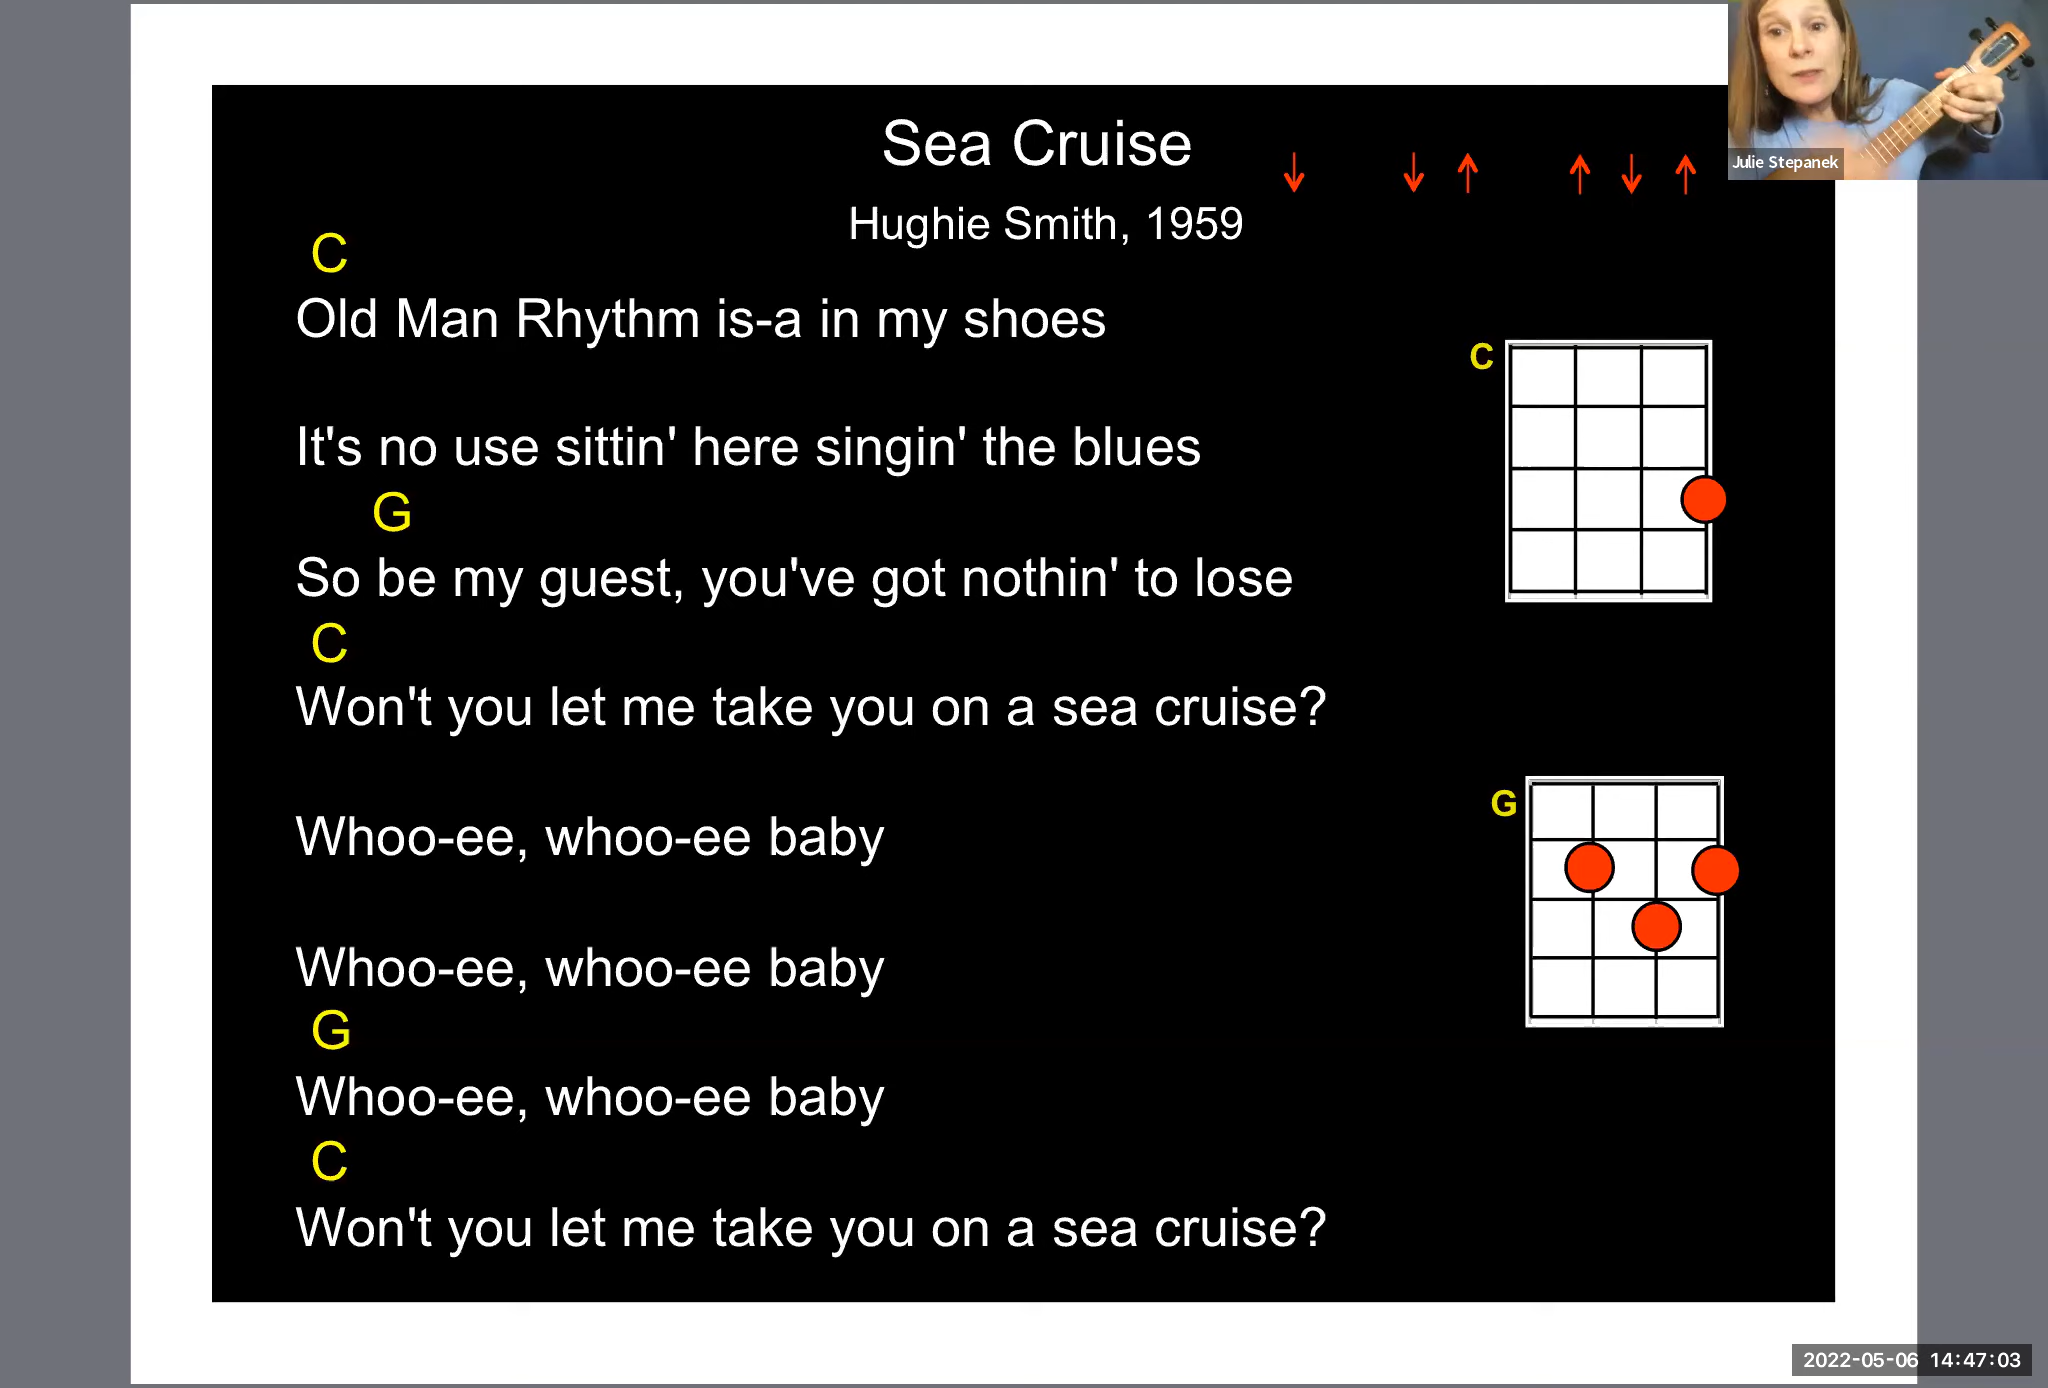 Sea Cruise
Julie Stepanek
Hughie Smith, 1959
C
Old Man Rhythm is-a in my shoes
C
It's no use sittin' here singin' the blues
G
So be my guest, you've got nothin' to lose
C
Won't you let me take you on a sea cruise?
G
Whoo-ee, whoo-ee baby
Whoo-ee, whoo-ee baby
G
Whoo-ee, whoo-ee baby
C
Won't you let me take you on a sea cruise?
2022-05-06 14:47:03